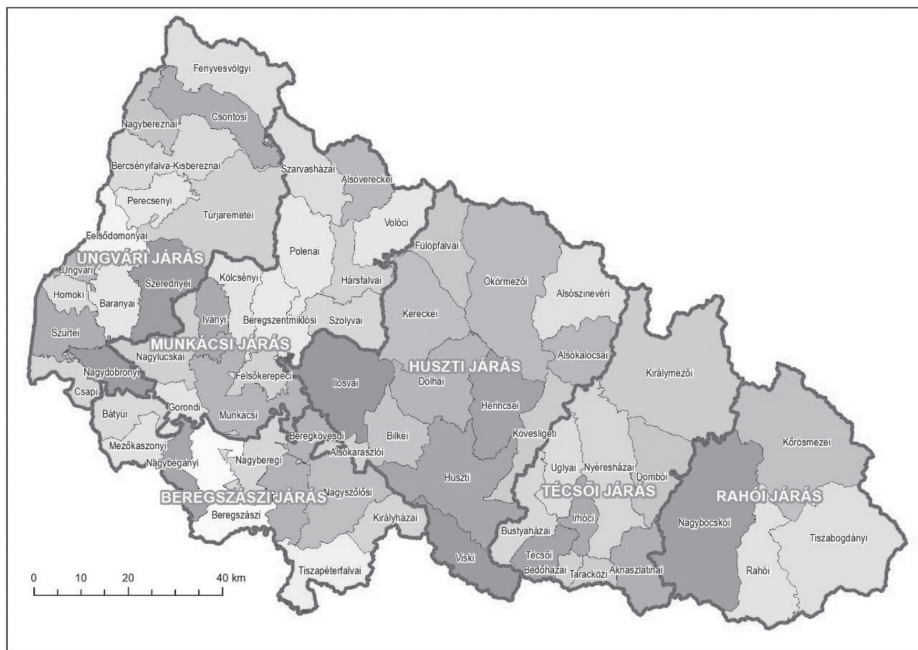 Fenyvesvölgyi
Csontosi
Nagybereznai
Bercsényifalva-Kisbereznai
Szarvasházai
Alsóvereckei
Perecsenyi
Túrjaremetei
Volóci
Felsődomonyai
Polenai
Fülöpfalvai
UNGVÁRI JÁRÁS
Ungvári
Szerednyei
Kölcsényi
Hársfalvai
Ökörmezői
Alsószinevéri
Homoki
Baranyai
Iványi
Beregszentmiklósi
Szolyvai
Kereckei
Szürtei
MUNKÁCSI JÁRÁS
Nagylucskai
Alsókalocsai
Királymezői
Nagydobronyi
Felsőkerepeci
Ilosvai
HUSZTI JÁRÁS
Dolhai
Csapi
Gorondi
Munkácsi
Herincsei
Bátyúi
Beregkövesdi
Bilkei
Kövesligeti
Kőrösmezei
Mezőkaszonyi
Alsókaraszlói
Nagybégányi
Nagyberegi
Huszti
Uglyai
Nyéresházai
Dombói
BEREGSZÁSZI JÁRÁS
Nagyszőlősi
TÉCSŐI JÁRÁS
RAHÓI JÁRÁS
Beregszászi
Királyházai
Bustyaházai
Irhóci
Nagybocskói
Tiszabogdányi
Técsői
Viski
Bedőházai
Tiszapéterfalvai
Taracközi
Aknaszlatinai
Rahói
0 10 20 40 km